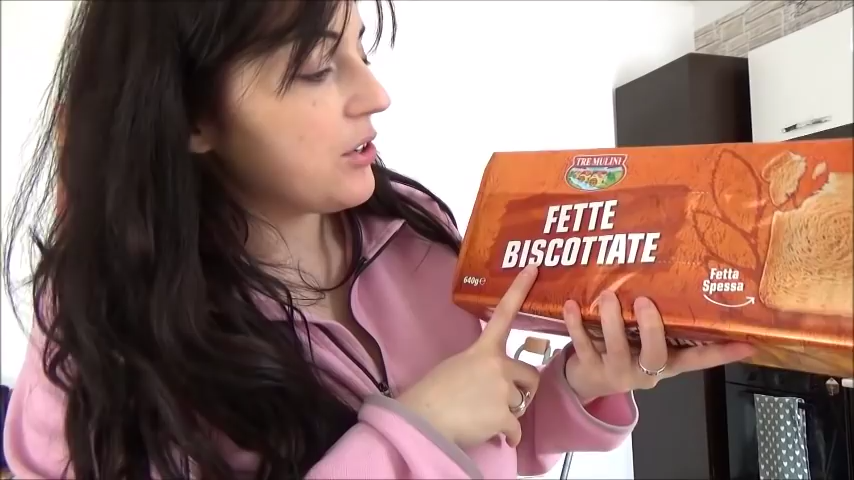 TRE MULINI
FETTE
BISCOTTATE
Fetta
Spessa
640g℮